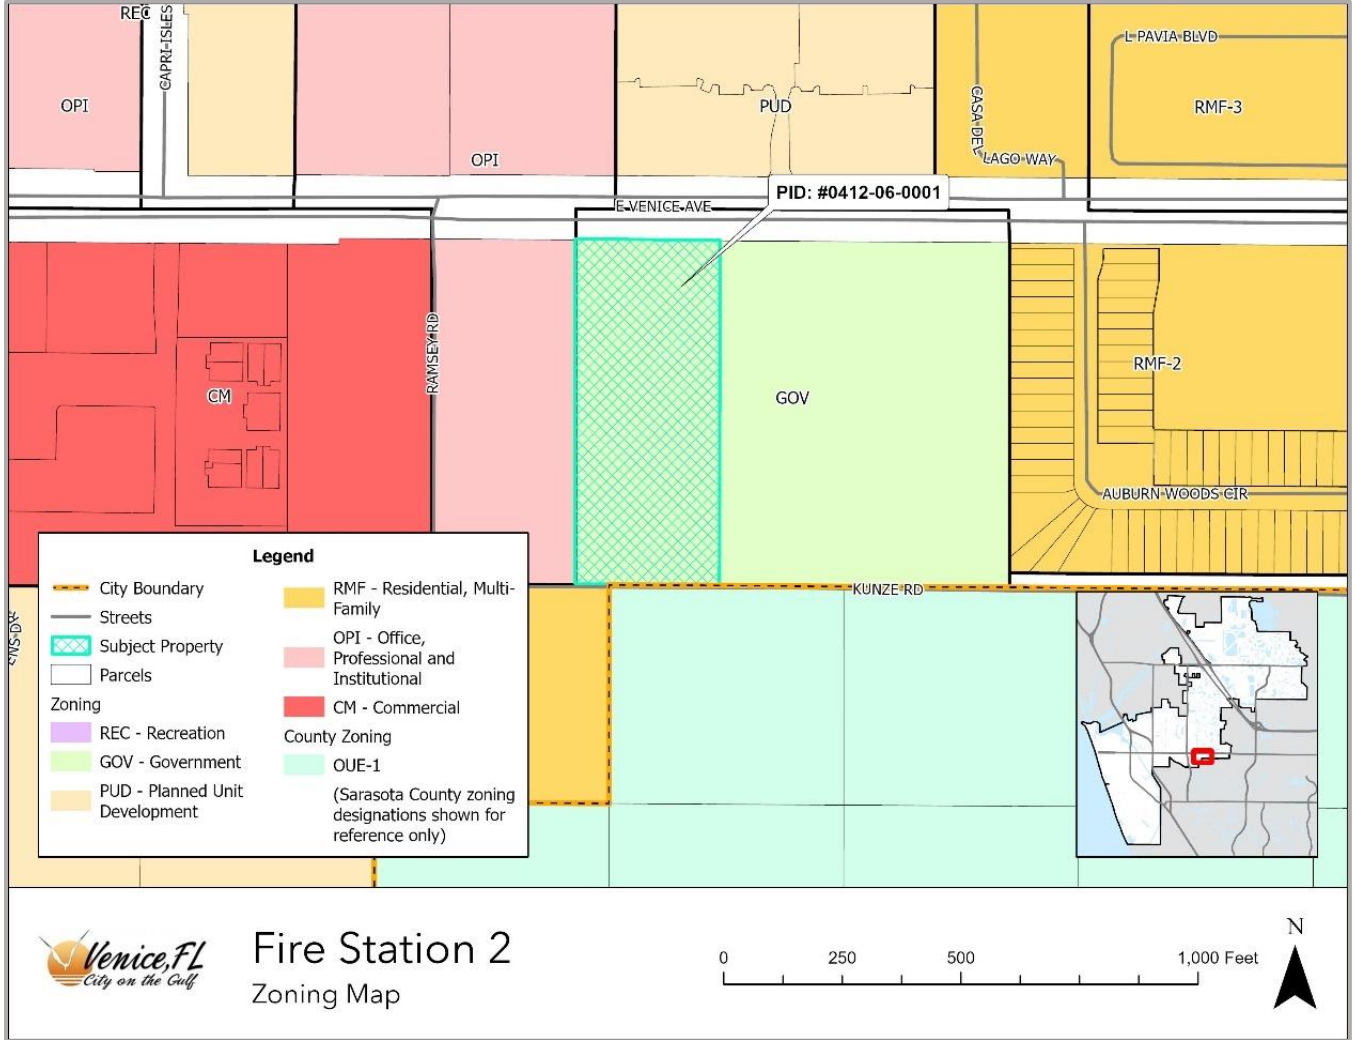 REC
CAPRI-ISLES
OPI
OPI
PUD
CASA DEL
LAGO WAY
L PAVIA BLVD
RMF-3
PID: #0412-06-0001
E VENICE AVE
RAMSEY RD
CM
GOV
RMF-2
AUBURN WOODS CIR
KUNZE RD
Legend
City Boundary
Streets
Subject Property
Parcels
Zoning
REC - Recreation
GOV - Government
PUD - Planned Unit
Development
RMF - Residential, Multi-
Family
OPI - Office,
Professional and
Institutional
CM - Commercial
County Zoning
OUE-1
(Sarasota County zoning
designations shown for
reference only)
Venice, FL
City on the Gulf
Fire Station 2
Zoning Map
0 250 500 1,000 Feet
N